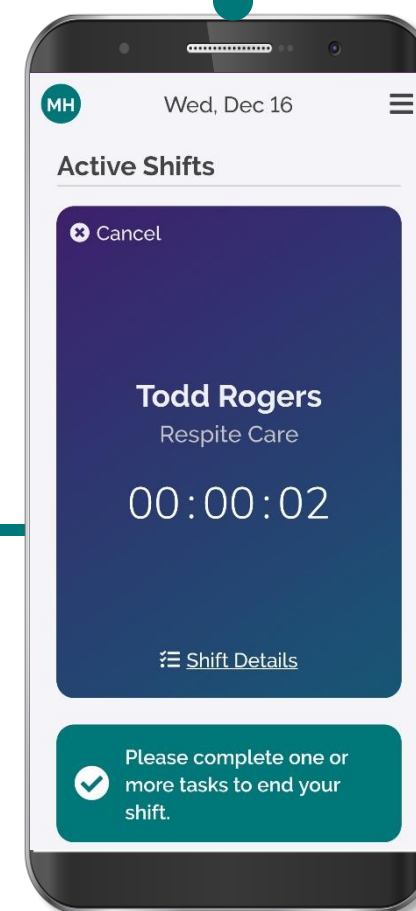 MH
Wed, Dec 16
Active Shifts
Cancel
Todd Rogers
Respite Care
00:00:02
Shift Details
Please complete one or
more tasks to end your
shift.